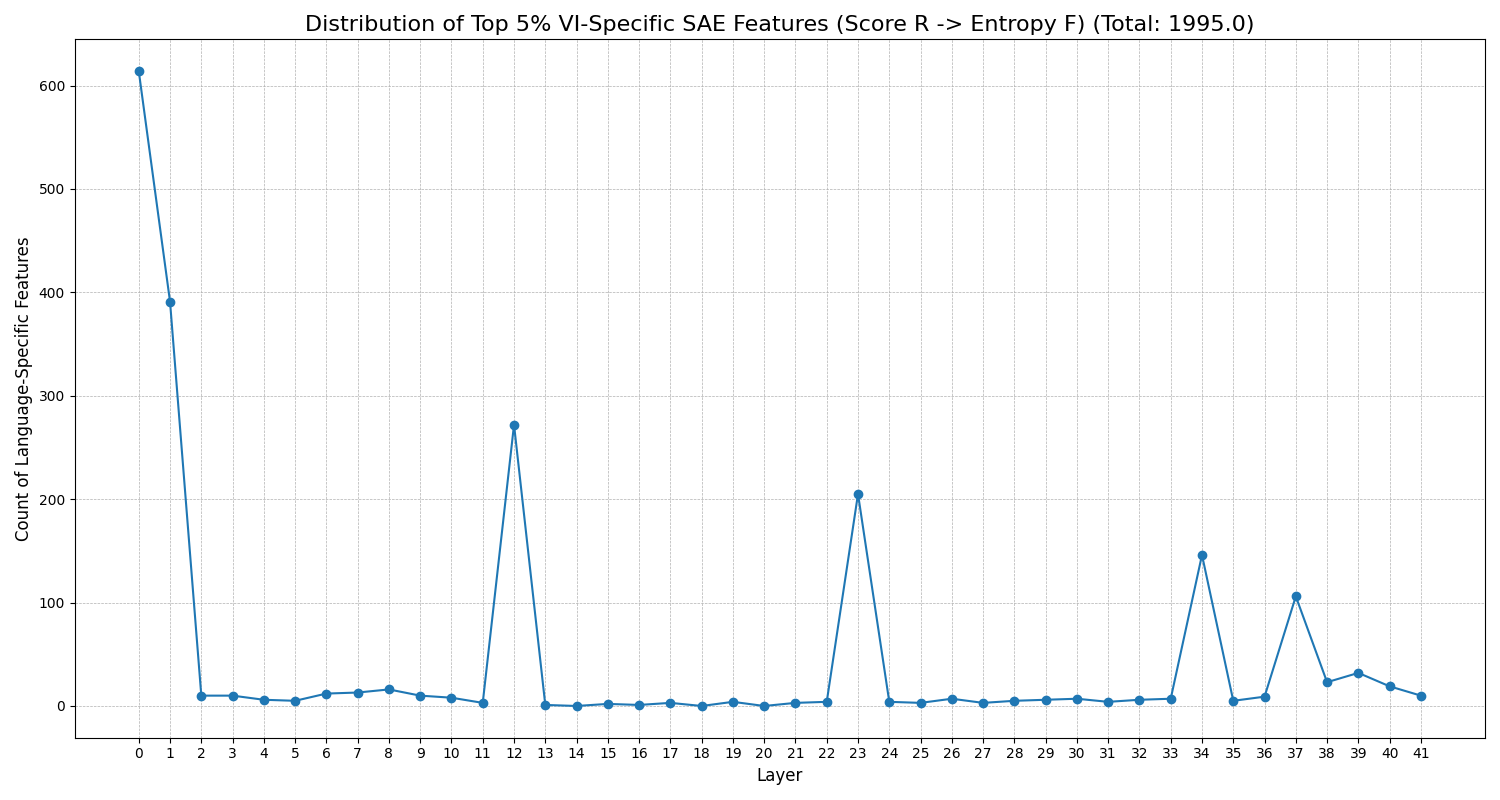 Distribution of Top 5% VI-Specific SAE Features (Score R -> Entropy F) (Total: 1995.0)
Count of Language-Specific Features
600
500
400
300
200
100
0
0 1 2 3 4 5 6 7 8 9 10 11 12 13 14 15 16 17 18 19 20 21 22 23 24 25 26 27 28 29 30 31 32 33 34 35 36 37 38 39 40 41
Layer